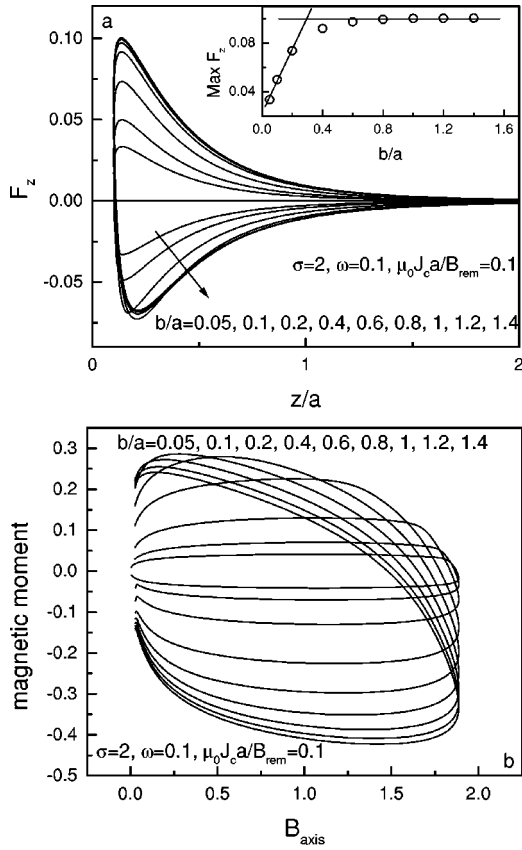 a
0.10
0.05
0.00
-0.05
F_z
0 1 2
z/a
Max F_z
0.08
0.04
0.0 0.4 0.8 1.2 1.6
b/a
σ=2, ω=0.1, μ₀J_ca/B_rem=0.1
b/a=0.05, 0.1, 0.2, 0.4, 0.6, 0.8, 1, 1.2, 1.4
b/a=0.05, 0.1, 0.2, 0.4, 0.6, 0.8, 1, 1.2, 1.4
0.3
0.2
0.1
0.0
-0.1
-0.2
-0.3
-0.4
-0.5
magnetic moment
σ=2, ω=0.1, μ₀J_ca/B_rem=0.1
b
0.0 0.5 1.0 1.5 2.0
B_axis